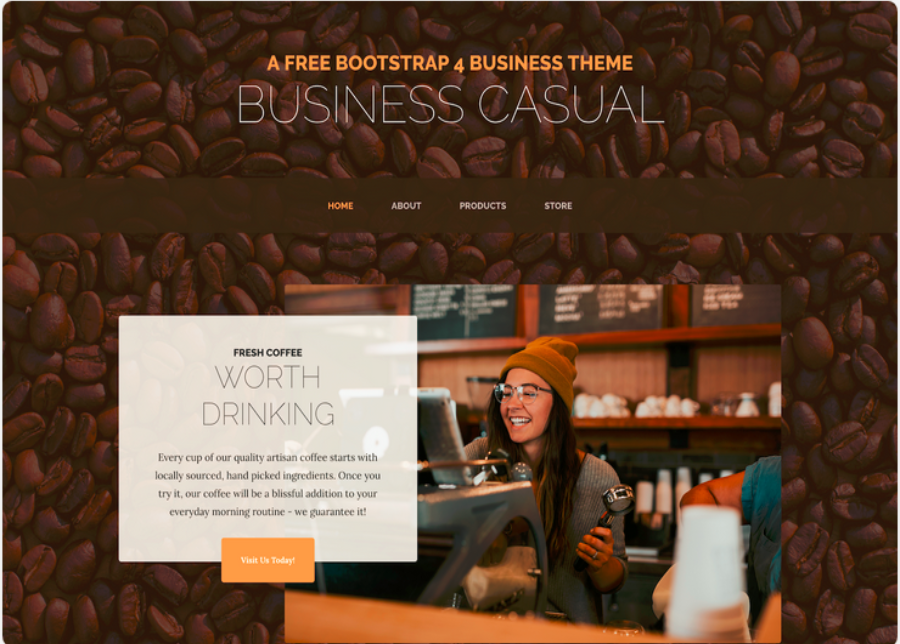 A FREE BOOTSTRAP 4 BUSINESS THEME
BUSINESS CASUAL
HOME ABOUT PRODUCTS STORE
FRESH COFFEE
WORTH
DRINKING
Every cup of our quality artisan coffee starts with
locally sourced, hand picked ingredients. Once you
try it, our coffee will be a blissful addition to your
everyday morning routine - we guarantee it!
Visit Us Today!